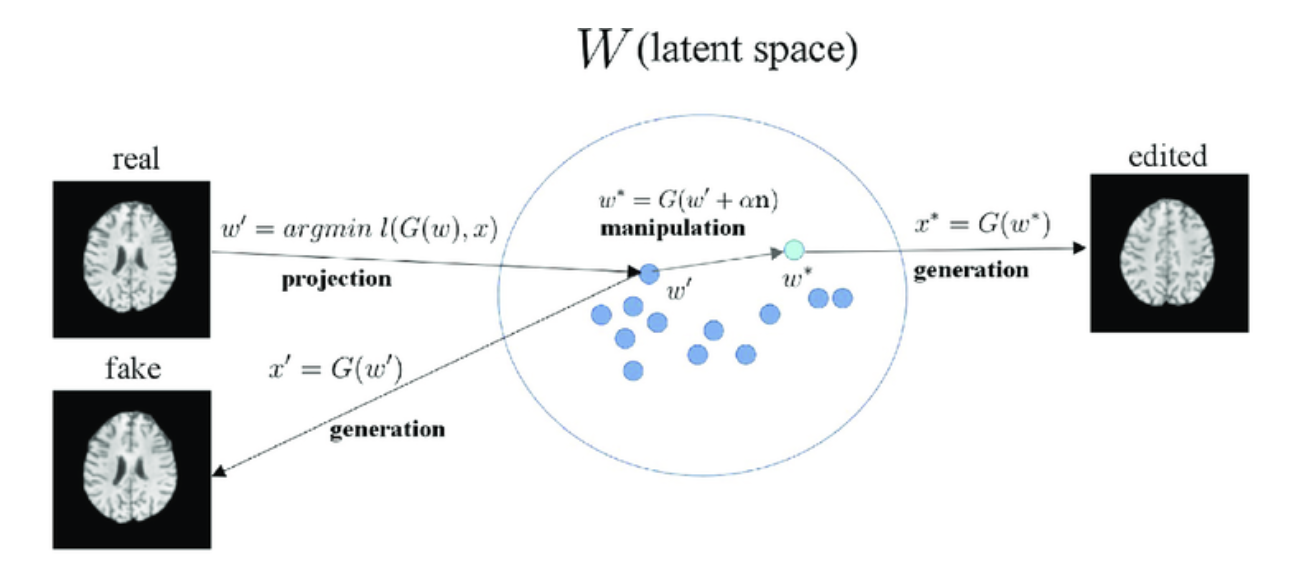 W (latent space)
real
w′ = argmin l(G(w), x)
projection
fake
x′ = G(w′)
generation
w* = G(w′ + αn)
manipulation
w′
w*
edited
x* = G(w*)
generation